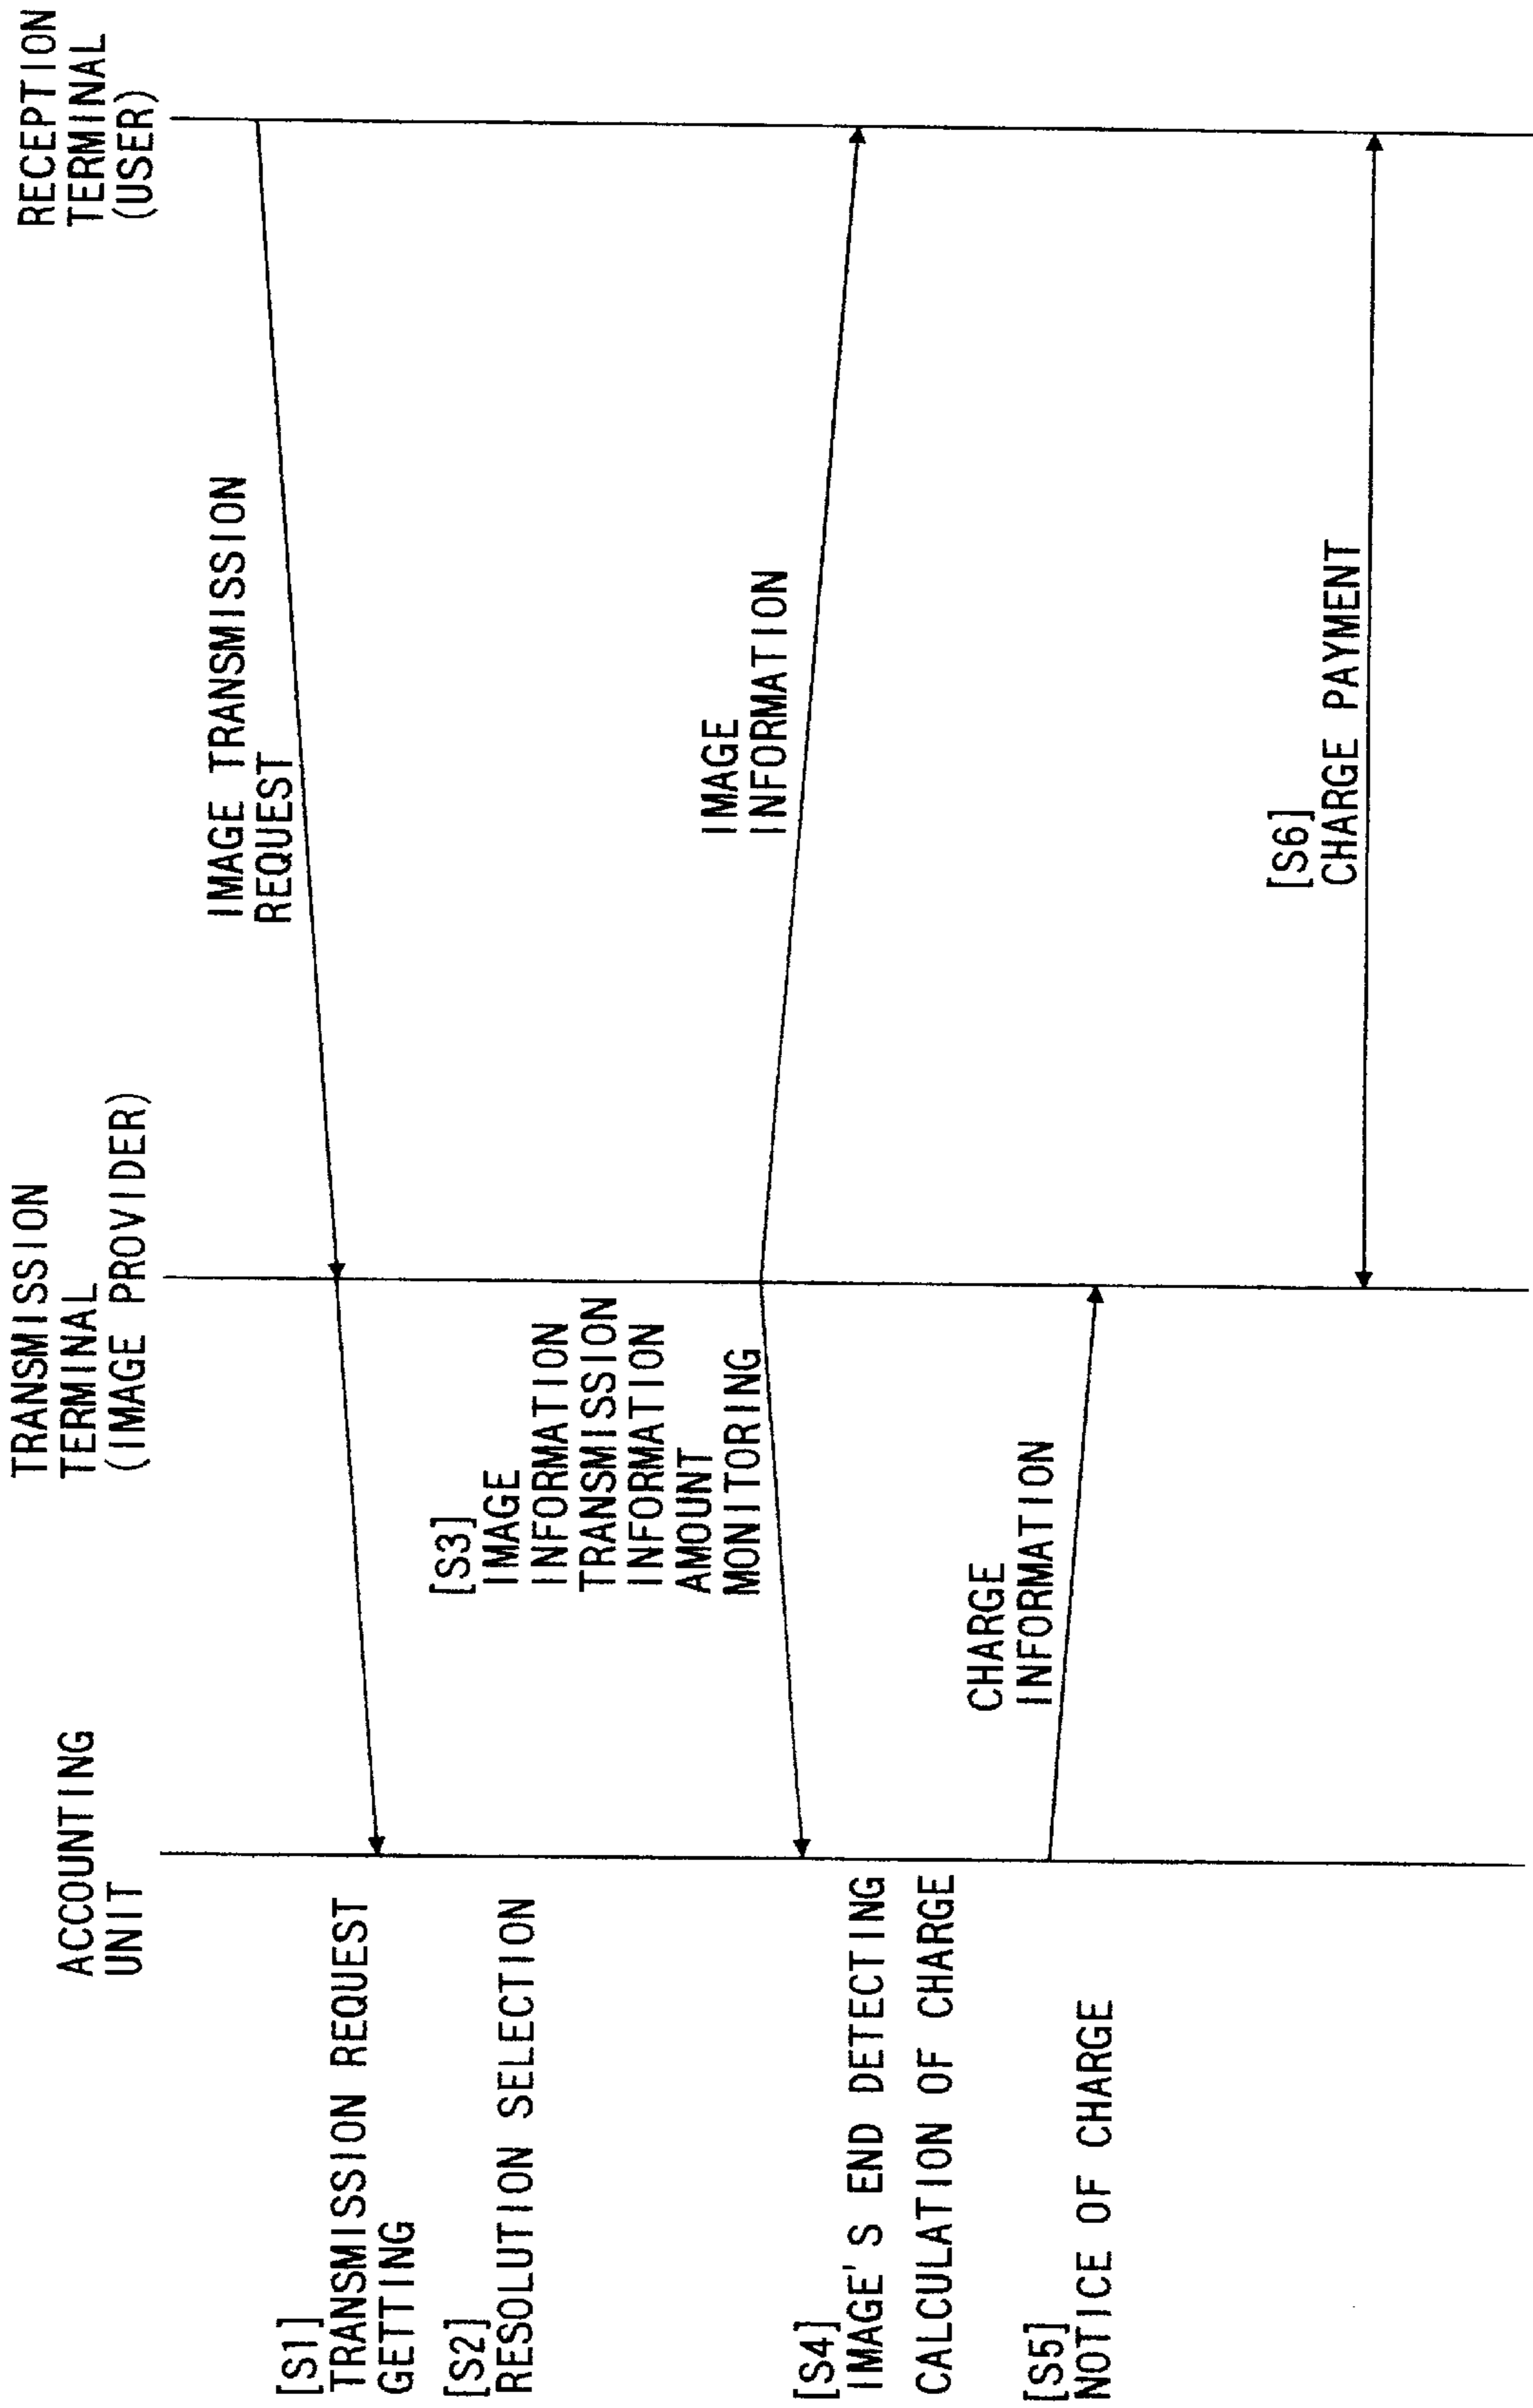 ACCOUNTING
UNIT
TRANSMISSION
TERMINAL
(IMAGE PROVIDER)
RECEPTION
TERMINAL
(USER)
IMAGE TRANSMISSION
REQUEST
[S1]
TRANSMISSION REQUEST
GETTING
[S2]
RESOLUTION SELECTION
[S3]
IMAGE
INFORMATION
TRANSMISSION
INFORMATION
AMOUNT
MONITORING
IMAGE
INFORMATION
[S4]
IMAGE'S END DETECTING
CALCULATION OF CHARGE
CHARGE
INFORMATION
[S5]
NOTICE OF CHARGE
[S6]
CHARGE PAYMENT